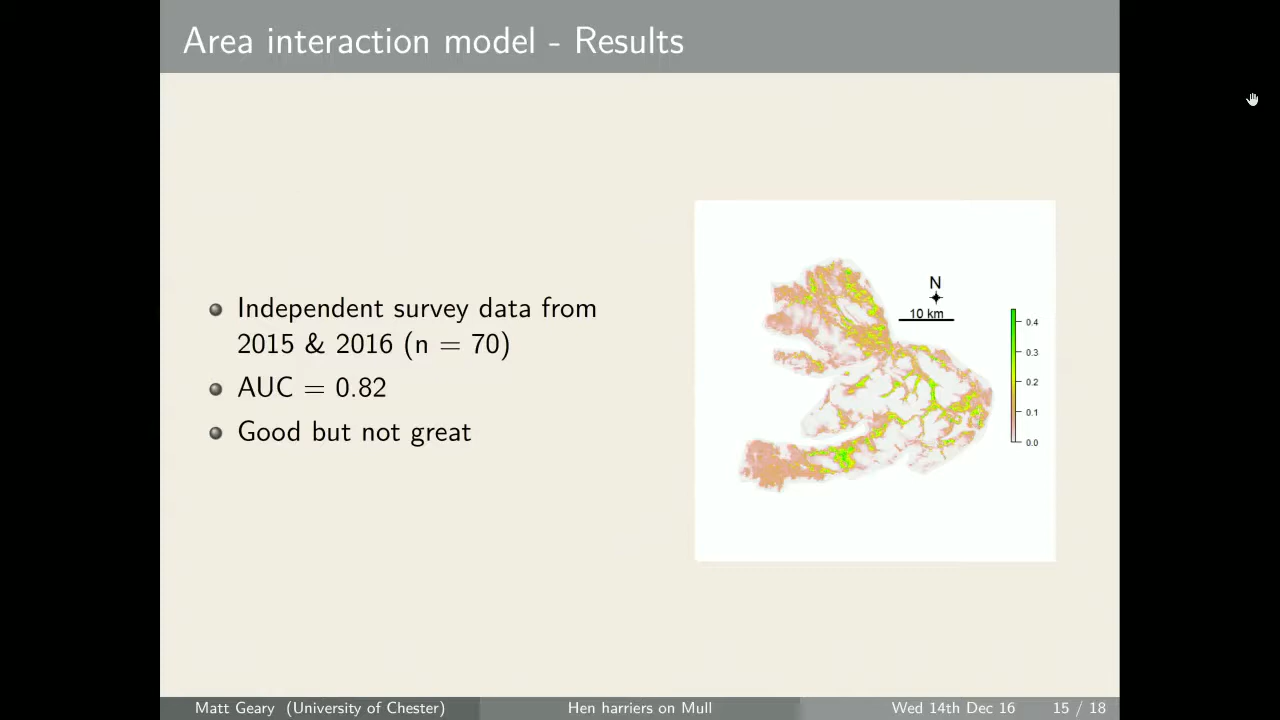 Area interaction model - Results
Independent survey data from
2015 & 2016 (n = 70)
AUC = 0.82
Good but not great
N
10 km
0.4
0.3
0.2
0.1
0.0
Matt Geary (University of Chester)
Hen harriers on Mull
Wed 14th Dec 16
15 / 18